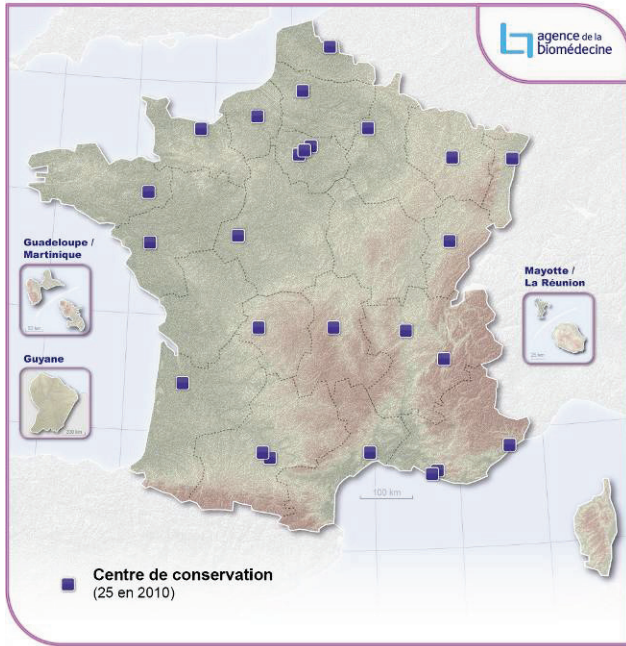 agence de la
biomédecine
Guadeloupe /
Martinique
Mayotte /
La Réunion
Guyane
100 km
Centre de conservation
(25 en 2010)